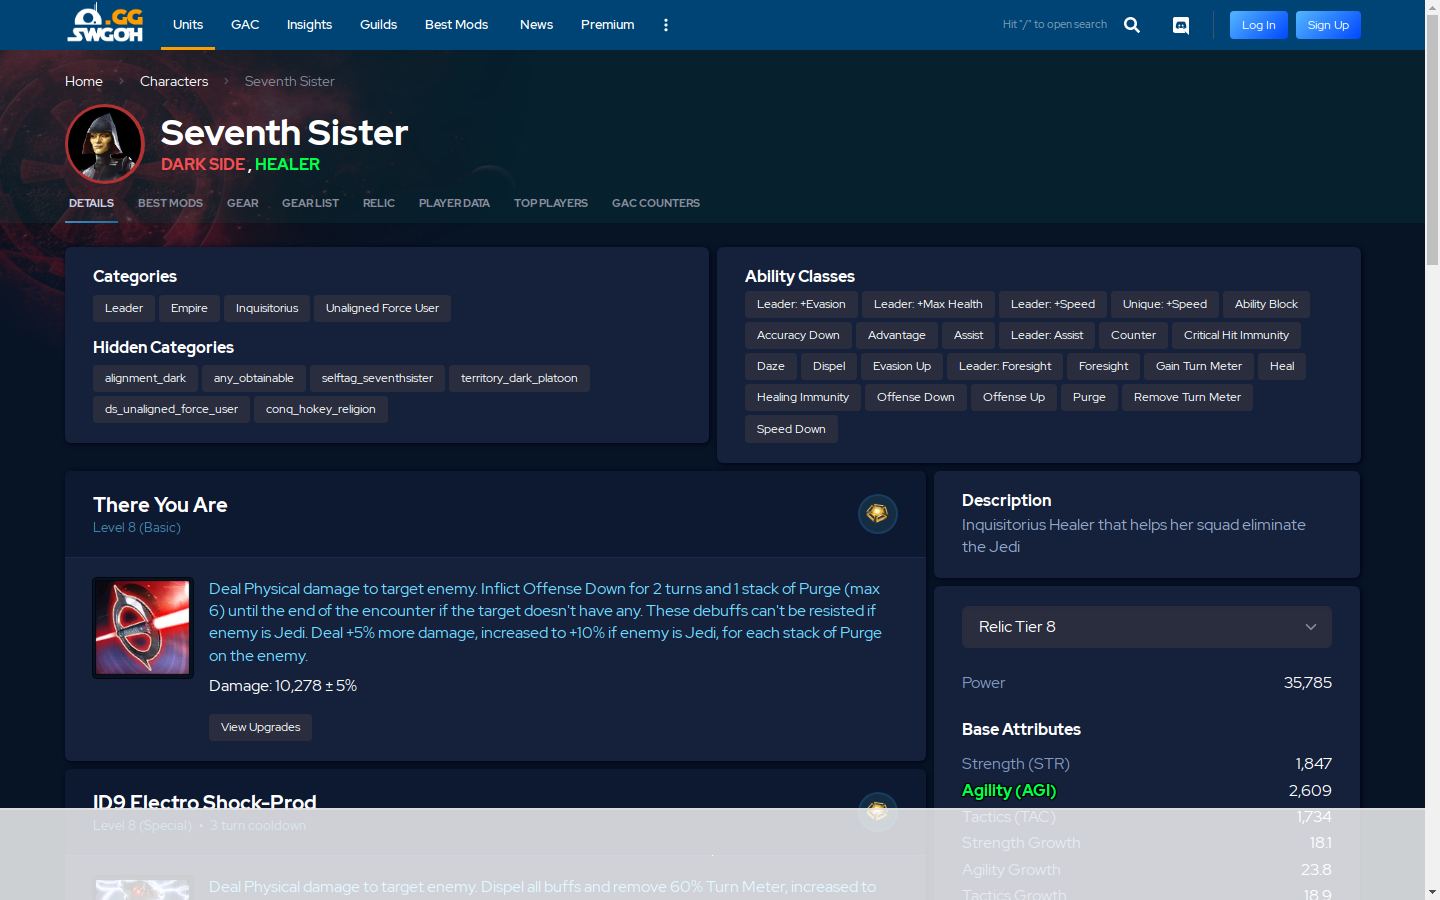 .GG
SWGOH
Units GAC Insights Guilds Best Mods News Premium Hit "/" to open search Log In Sign Up
Home Characters Seventh Sister
Seventh Sister
DARK SIDE , HEALER
DETAILS BEST MODS GEAR GEAR LIST RELIC PLAYER DATA TOP PLAYERS GAC COUNTERS
Categories
Leader Empire Inquisitorius Unaligned Force User
Hidden Categories
alignment_dark any_obtainable selftag_seventhsister territory_dark_platoon
ds_unaligned_force_user conq_hokey_religion
Ability Classes
Leader: +Evasion Leader: +Max Health Leader: +Speed Unique: +Speed Ability Block
Accuracy Down Advantage Assist Leader: Assist Counter Critical Hit Immunity
Daze Dispel Evasion Up Leader: Foresight Foresight Gain Turn Meter Heal
Healing Immunity Offense Down Offense Up Purge Remove Turn Meter
Speed Down
There You Are
Level 8 (Basic)
Deal Physical damage to target enemy. Inflict Offense Down for 2 turns and 1 stack of Purge (max
6) until the end of the encounter if the target doesn't have any. These debuffs can't be resisted if
enemy is Jedi. Deal +5% more damage, increased to +10% if enemy is Jedi, for each stack of Purge
on the enemy.
Damage: 10,278 ± 5%
View Upgrades
ID9 Electro Shock-Prod
Level 8 (Special) • 3 turn cooldown
Deal Physical damage to target enemy. Dispel all buffs and remove 60% Turn Meter, increased to
Description
Inquisitorius Healer that helps her squad eliminate
the Jedi
Relic Tier 8
Power 35,785
Base Attributes
Strength (STR) 1,847
Agility (AGI) 2,609
Tactics (TAC) 1,734
Strength Growth 18.1
Agility Growth 23.8
Tactics Growth 18.9